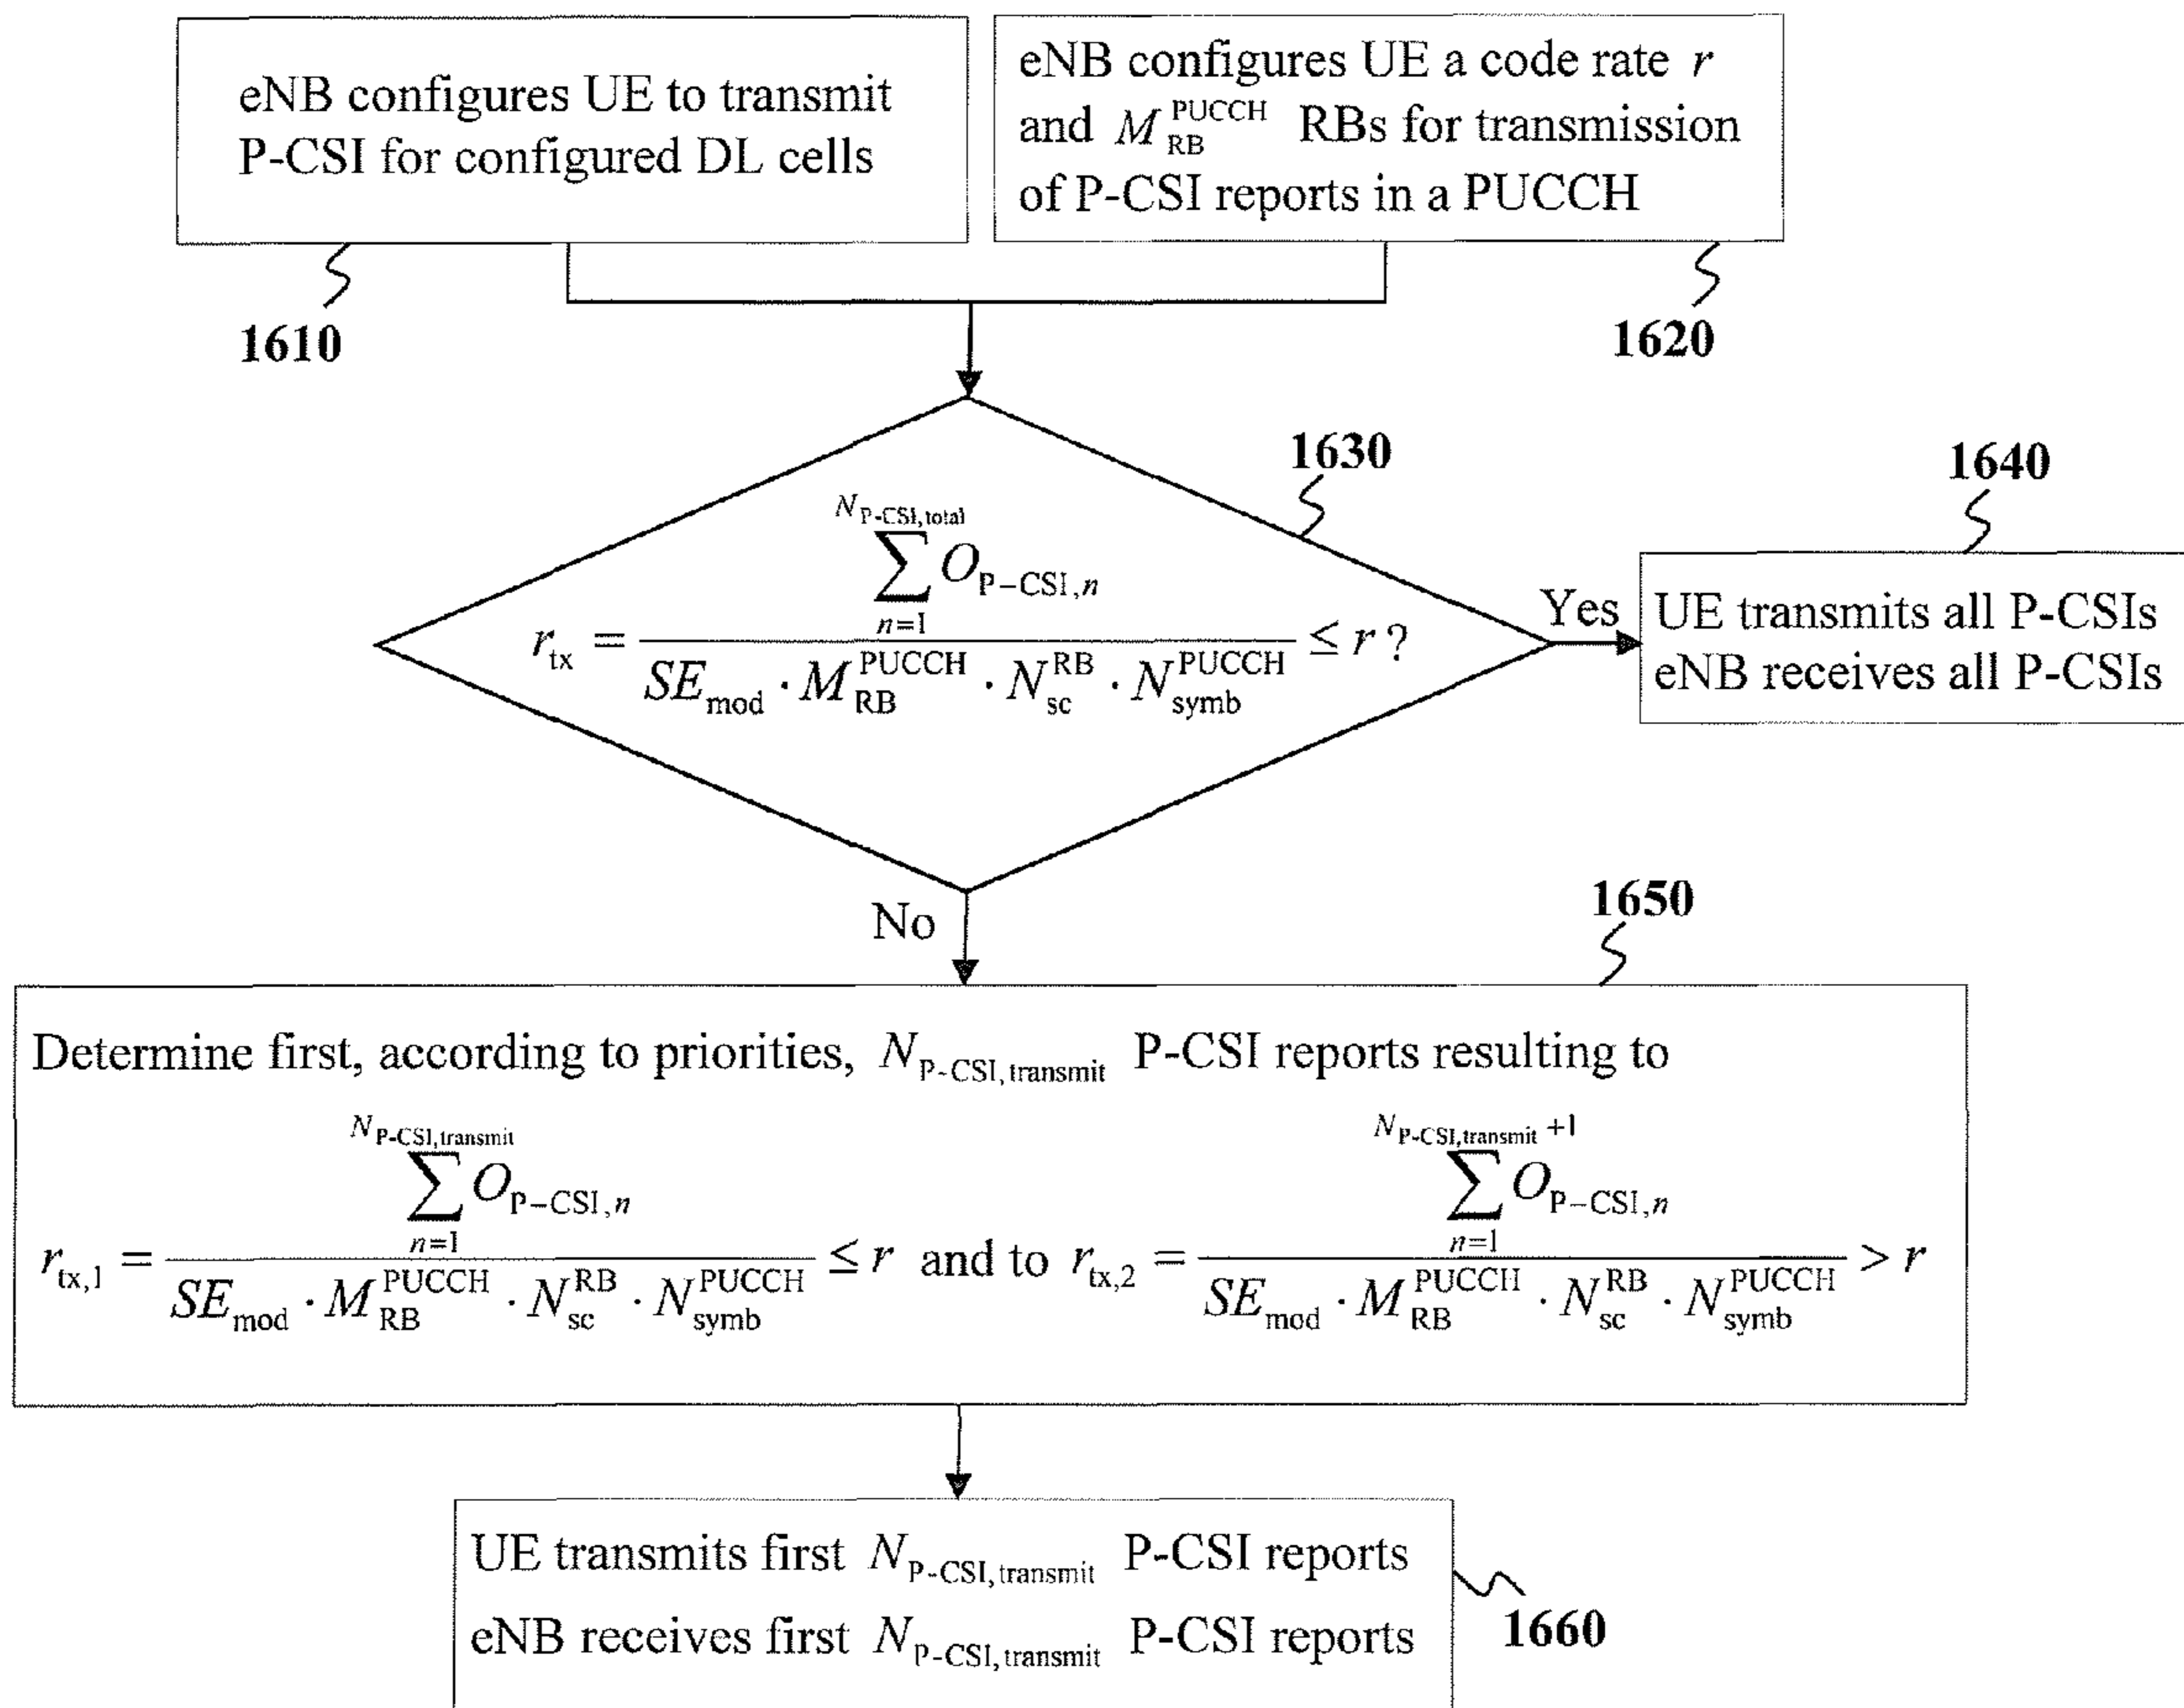 eNB configures UE to transmit
P-CSI for configured DL cells
1610
eNB configures UE a code rate r
and M_RB^PUCCH RBs for transmission
of P-CSI reports in a PUCCH
1620
1630
r_tx = ∑_{n=1}^{N_P-CSI,total} O_{P-CSI,n} / (SE_mod · M_RB^PUCCH · N_sc^RB · N_symb^PUCCH) ≤ r ?
Yes
1640
UE transmits all P-CSIs
eNB receives all P-CSIs
No
1650
Determine first, according to priorities, N_P-CSI,transmit P-CSI reports resulting to
r_tx,1 = ∑_{n=1}^{N_P-CSI,transmit} O_{P-CSI,n} / (SE_mod · M_RB^PUCCH · N_sc^RB · N_symb^PUCCH) ≤ r and to r_tx,2 = ∑_{n=1}^{N_P-CSI,transmit +1} O_{P-CSI,n} / (SE_mod · M_RB^PUCCH · N_sc^RB · N_symb^PUCCH) > r
UE transmits first N_P-CSI,transmit P-CSI reports
eNB receives first N_P-CSI,transmit P-CSI reports
1660